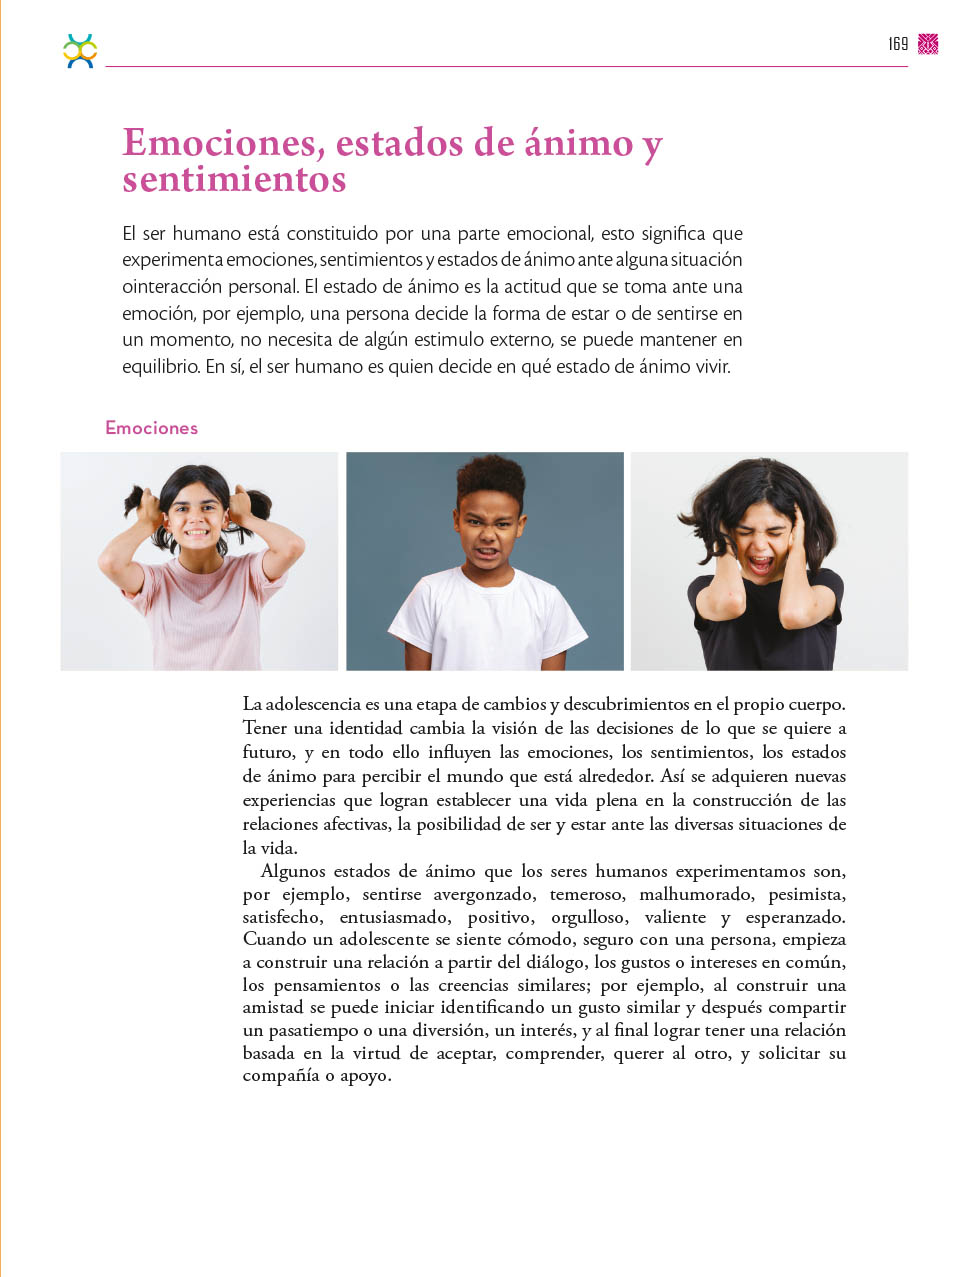 169
Emociones, estados de ánimo y
sentimientos
El ser humano está constituido por una parte emocional, esto significa que
experimenta emociones, sentimientos y estados de ánimo ante alguna situación
ointeracción personal. El estado de ánimo es la actitud que se toma ante una
emoción, por ejemplo, una persona decide la forma de estar o de sentirse en
un momento, no necesita de algún estimulo externo, se puede mantener en
equilibrio. En sí, el ser humano es quien decide en qué estado de ánimo vivir.
Emociones
La adolescencia es una etapa de cambios y descubrimientos en el propio cuerpo.
Tener una identidad cambia la visión de las decisiones de lo que se quiere a
futuro, y en todo ello influyen las emociones, los sentimientos, los estados
de ánimo para percibir el mundo que está alrededor. Así se adquieren nuevas
experiencias que logran establecer una vida plena en la construcción de las
relaciones afectivas, la posibilidad de ser y estar ante las diversas situaciones de
la vida.
Algunos estados de ánimo que los seres humanos experimentamos son,
por ejemplo, sentirse avergonzado, temeroso, malhumorado, pesimista,
satisfecho, entusiasmado, positivo, orgulloso, valiente y esperanzado.
Cuando un adolescente se siente cómodo, seguro con una persona, empieza
a construir una relación a partir del diálogo, los gustos o intereses en común,
los pensamientos o las creencias similares; por ejemplo, al construir una
amistad se puede iniciar identificando un gusto similar y después compartir
un pasatiempo o una diversión, un interés, y al final lograr tener una relación
basada en la virtud de aceptar, comprender, querer al otro, y solicitar su
compañía o apoyo.